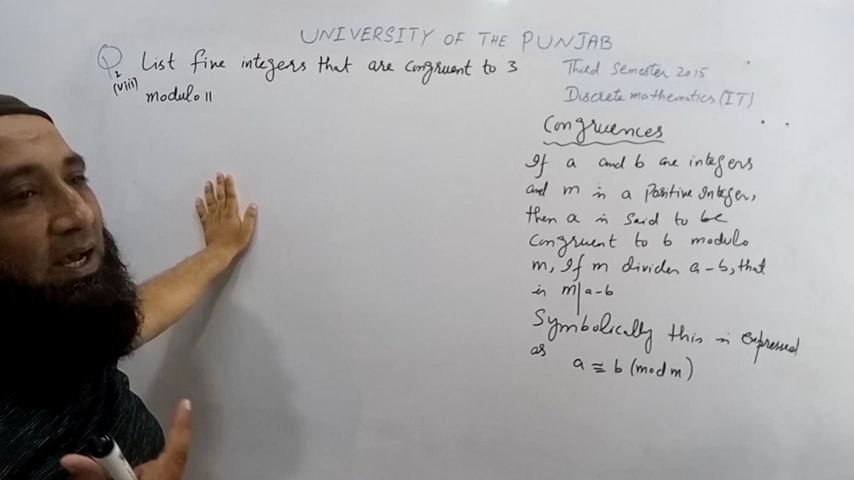 UNIVERSITY OF THE PUNJAB
Q2 (viii) List five integers that are congruent to 3
modulo 11
Third Semester 2015
Discrete mathematics (IT)
Congruences
If a and b are integers
and m is a Positive Integer,
then a is said to be
Congruent to b modulo
m, If m divides a-b, that
is m|a-b
Symbolically this is expressed
as
a ≅ b (mod m)